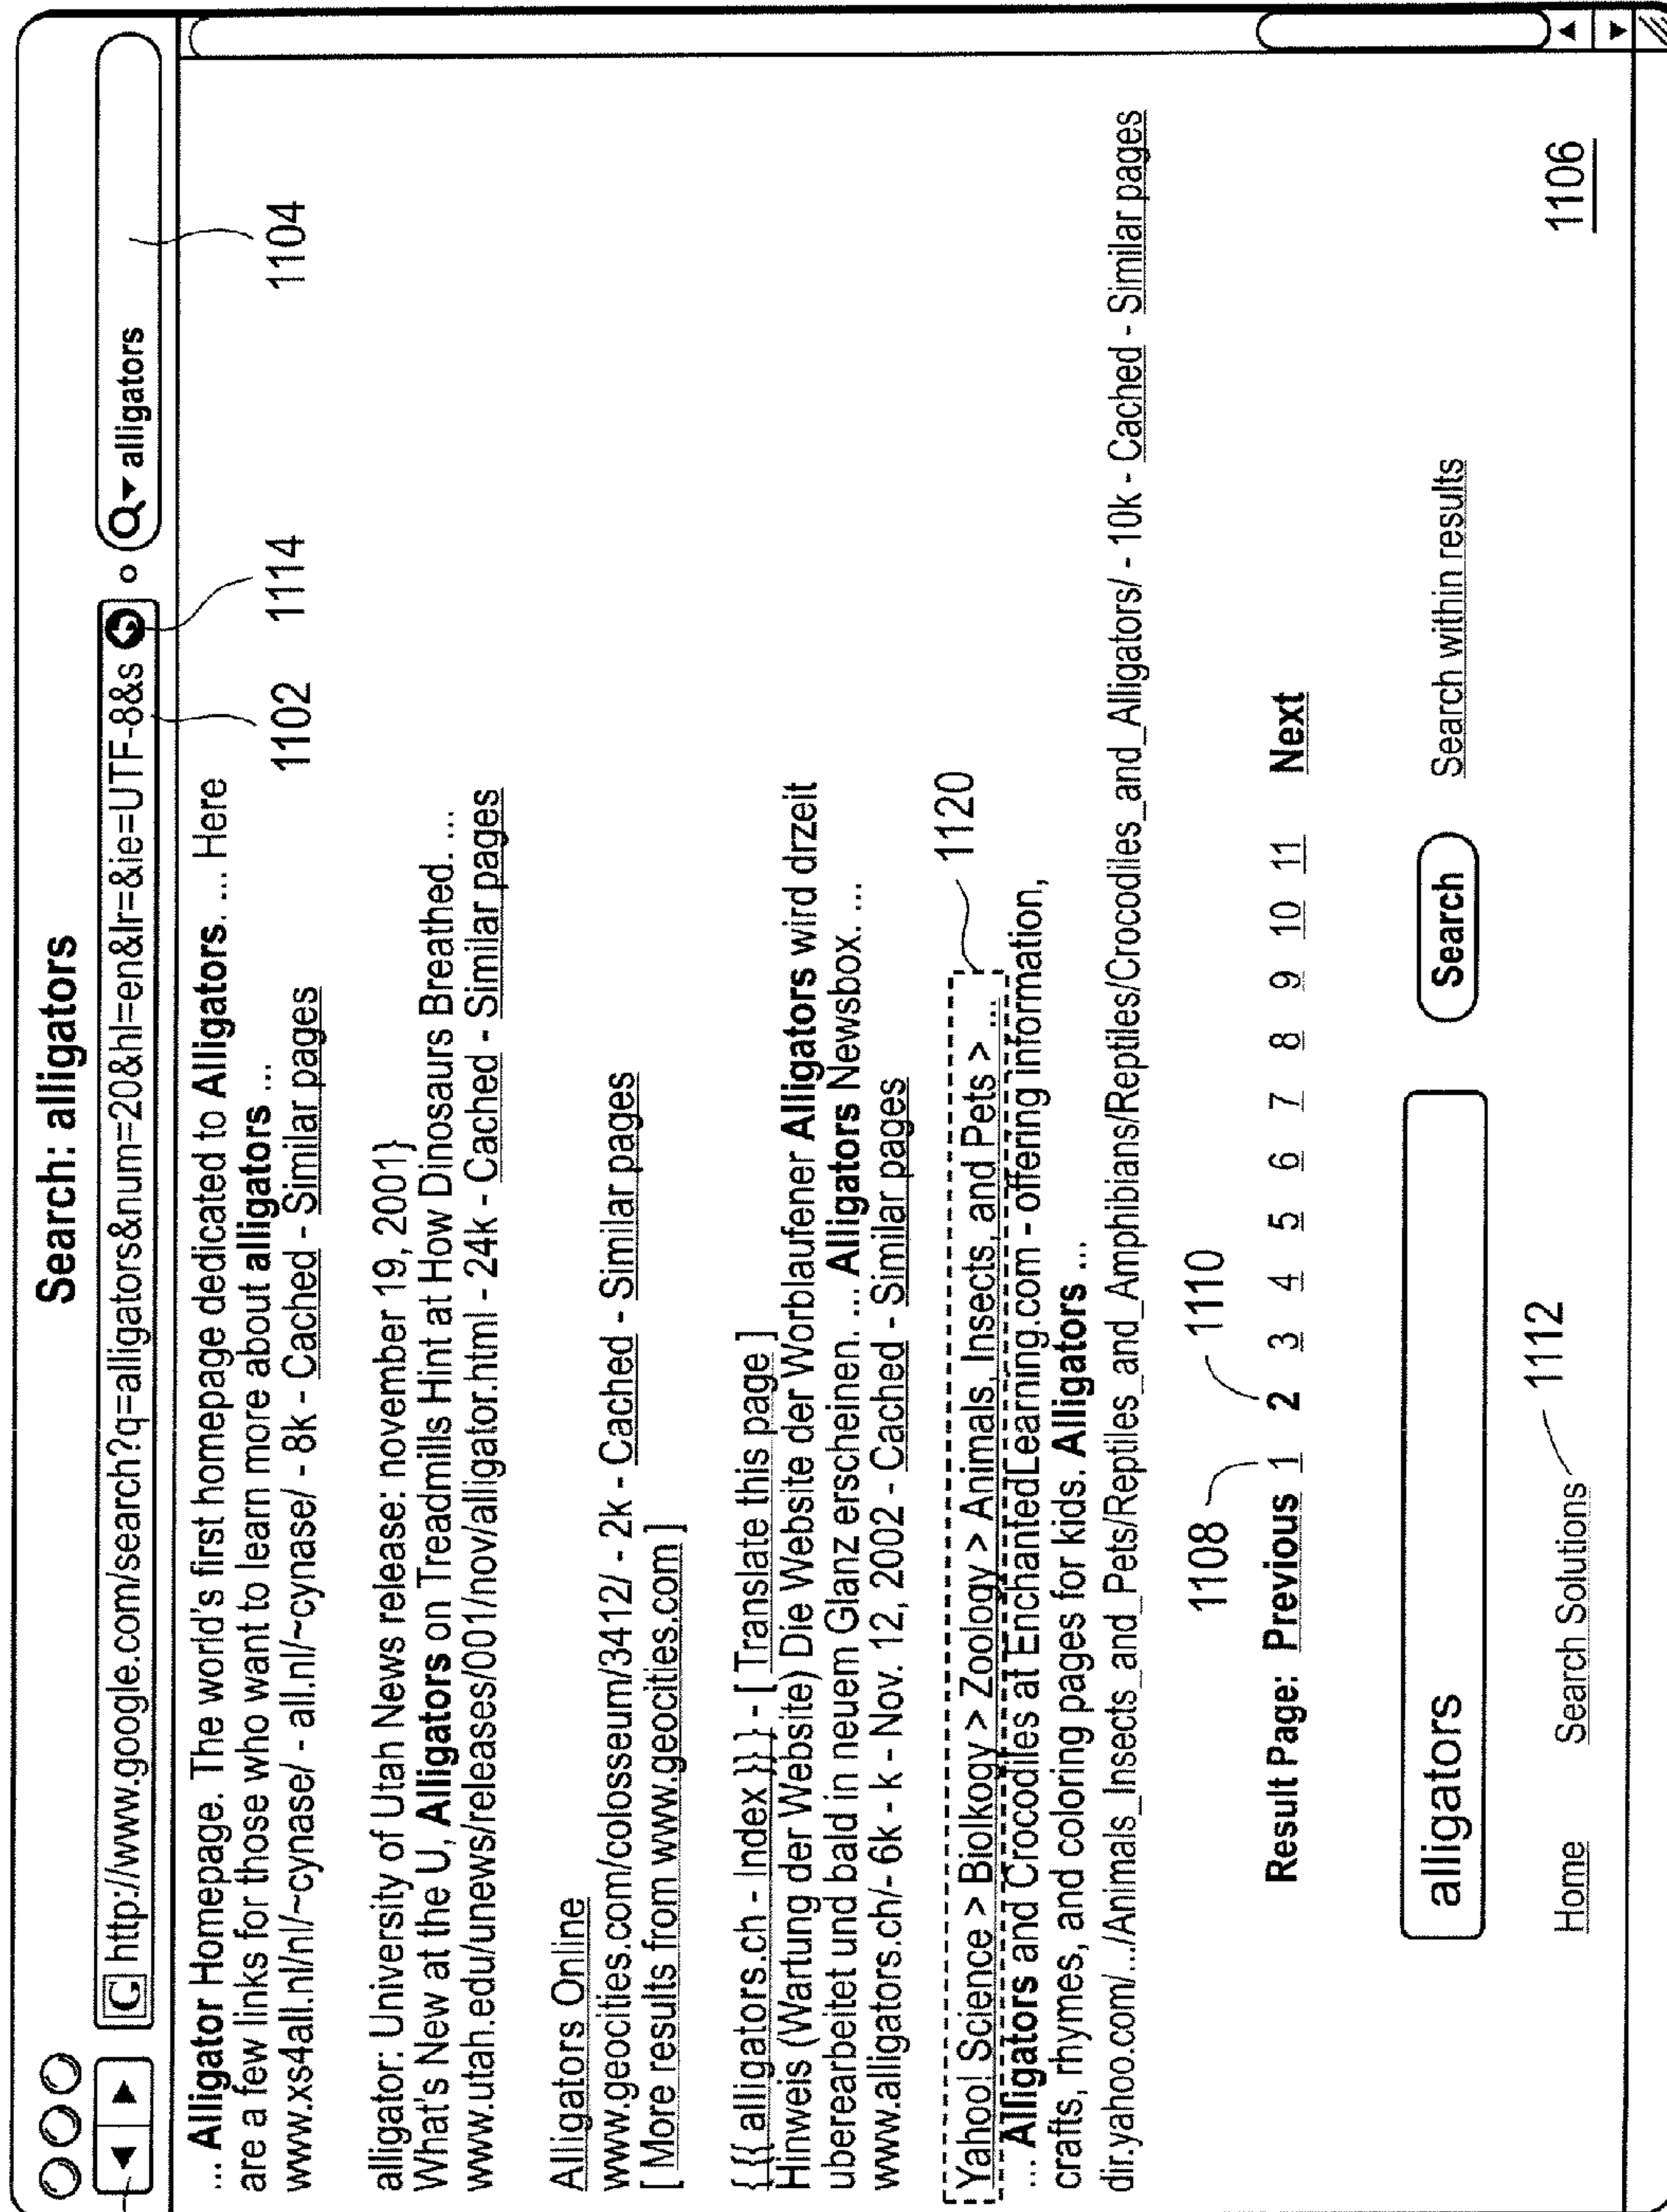 Search: alligators
G http://www.google.com/search?q=alligators&num=20&hl=en&lr=&ie=UTF-8&s
alligators
1102
1114
1104
... Alligator Homepage. The world's first homepage dedicated to Alligators. ... Here
are a few links for those who want to learn more about alligators ...
www.xs4all.nl/nl/~cynase/ - all.nl/~cynase/ - 8k - Cached - Similar pages
alligator: University of Utah News release: november 19, 2001}
What's New at the U, Alligators on Treadmills Hint at How Dinosaurs Breathed. ...
www.utah.edu/unews/releases/001/nov/alligator.html - 24k - Cached - Similar pages
Alligators Online
www.geocities.com/colosseum/3412/ - 2k - Cached - Similar pages
[ More results from www.geocities.com ]
{ {{ alligators.ch - Index }} } - [ Translate this page ]
Hinweis (Wartung der Website) Die Website der Worblaufener Alligators wird drzeit
uberearbeitet und bald in neuem Glanz erscheinen. ... Alligators Newsbox. ...
www.alligators.ch/- 6k - k - Nov. 12, 2002 - Cached - Similar pages
1120
Yahoo! Science > Biolkogy > Zoology > Animals, Insects, and Pets > ...
... Alligators and Crocodiles at EnchantedLearning.com - offering information,
crafts, rhymes, and coloring pages for kids. Alligators ...
dir.yahoo.com/.../Animals_Insects_and_Pets/Reptiles_and_Amphibians/Reptiles/Crocodiles_and_Alligators/ - 10k - Cached - Similar pages
1108
1110
Result Page: Previous 1 2 3 4 5 6 7 8 9 10 11 Next
alligators
Search
Search within results
1112
Home
Search Solutions
1106